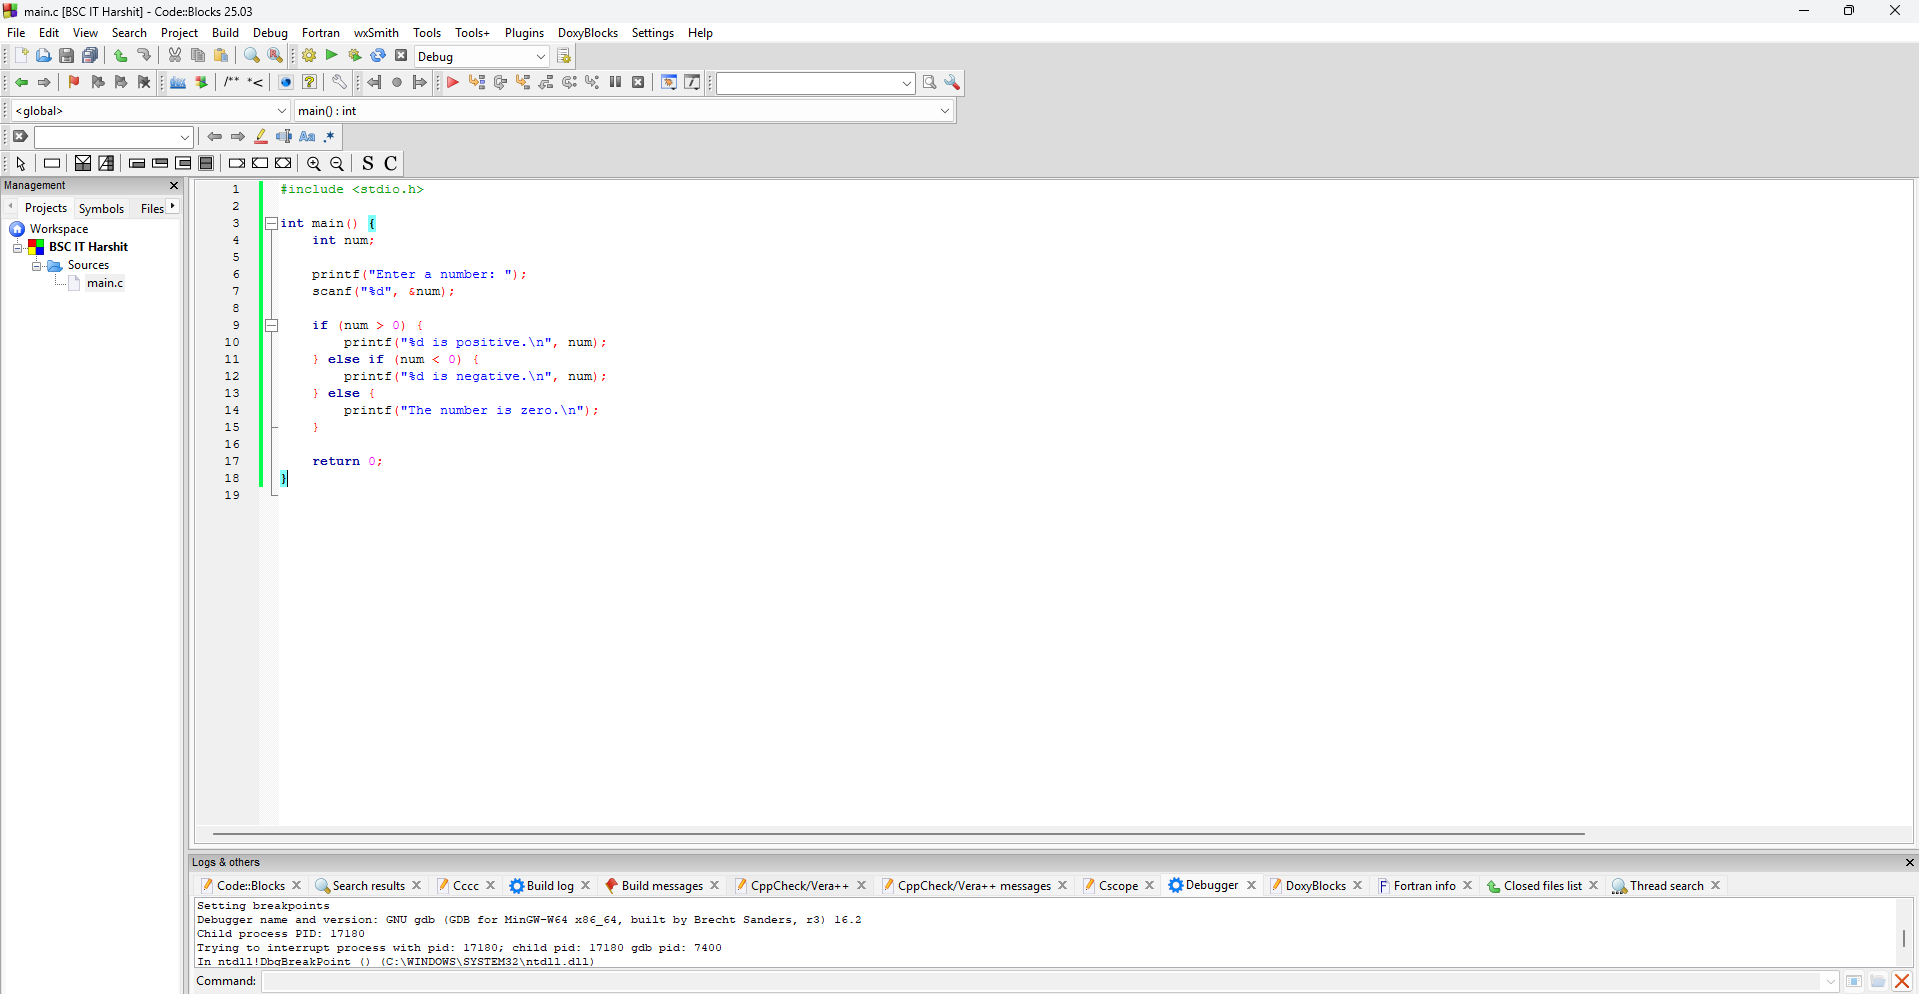 main.c [BSC IT Harshit] - Code::Blocks 25.03
File Edit View Search Project Build Debug Fortran wxSmith Tools Tools+ Plugins DoxyBlocks Settings Help
Debug
/** *<
<global> main() : int
Aa .*
S C
Management
Projects Symbols Files
Workspace
BSC IT Harshit
Sources
main.c
1 #include <stdio.h>
2
3 int main() {
4     int num;
5
6     printf("Enter a number: ");
7     scanf("%d", &num);
8
9     if (num > 0) {
10         printf("%d is positive.\n", num);
11     } else if (num < 0) {
12         printf("%d is negative.\n", num);
13     } else {
14         printf("The number is zero.\n");
15     }
16
17     return 0;
18 }
19
Logs & others
Code::Blocks Search results Cccc Build log Build messages CppCheck/Vera++ CppCheck/Vera++ messages Cscope Debugger DoxyBlocks Fortran info Closed files list Thread search
Setting breakpoints
Debugger name and version: GNU gdb (GDB for MinGW-W64 x86_64, built by Brecht Sanders, r3) 16.2
Child process PID: 17180
Trying to interrupt process with pid: 17180; child pid: 17180 gdb pid: 7400
In ntdll!DbgBreakPoint () (C:\WINDOWS\SYSTEM32\ntdll.dll)
Command: